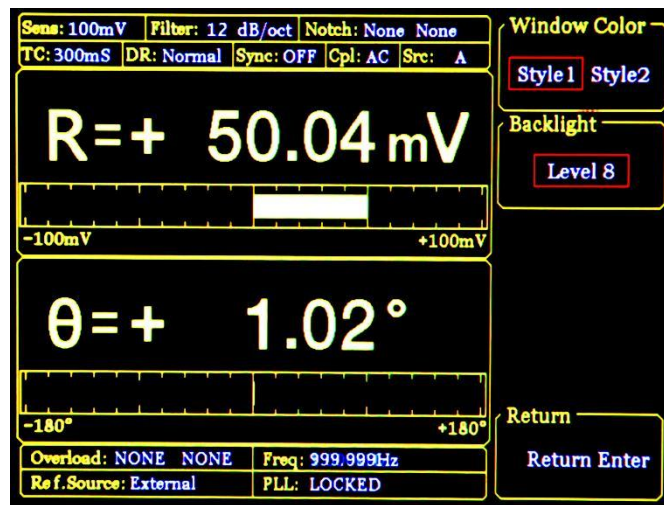 Sens: 100mV Filter: 12 dB/oct Notch: None None
TC: 300mS DR: Normal Sync: OFF Cpl: AC Src: A
R=+ 50.04 mV
-100mV +100mV
θ=+ 1.02°
-180° +180°
Overload: NONE NONE Freq: 999.999Hz
Ref.Source: External PLL: LOCKED
Window Color
Style1 Style2
Backlight
Level 8
Return
Return Enter